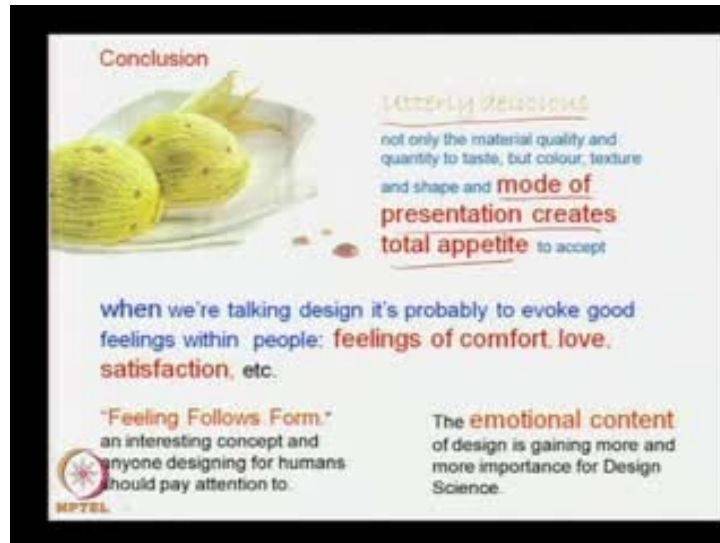 Conclusion
Utterly delicious
not only the material quality and
quantity to taste, but colour, texture
and shape and mode of
presentation creates
total appetite to accept
when we're talking design it's probably to evoke good
feelings within people: feelings of comfort, love,
satisfaction, etc.
"Feeling Follows Form."
an interesting concept and
anyone designing for humans
should pay attention to.
The emotional content
of design is gaining more and
more importance for Design
Science.
NPTEL